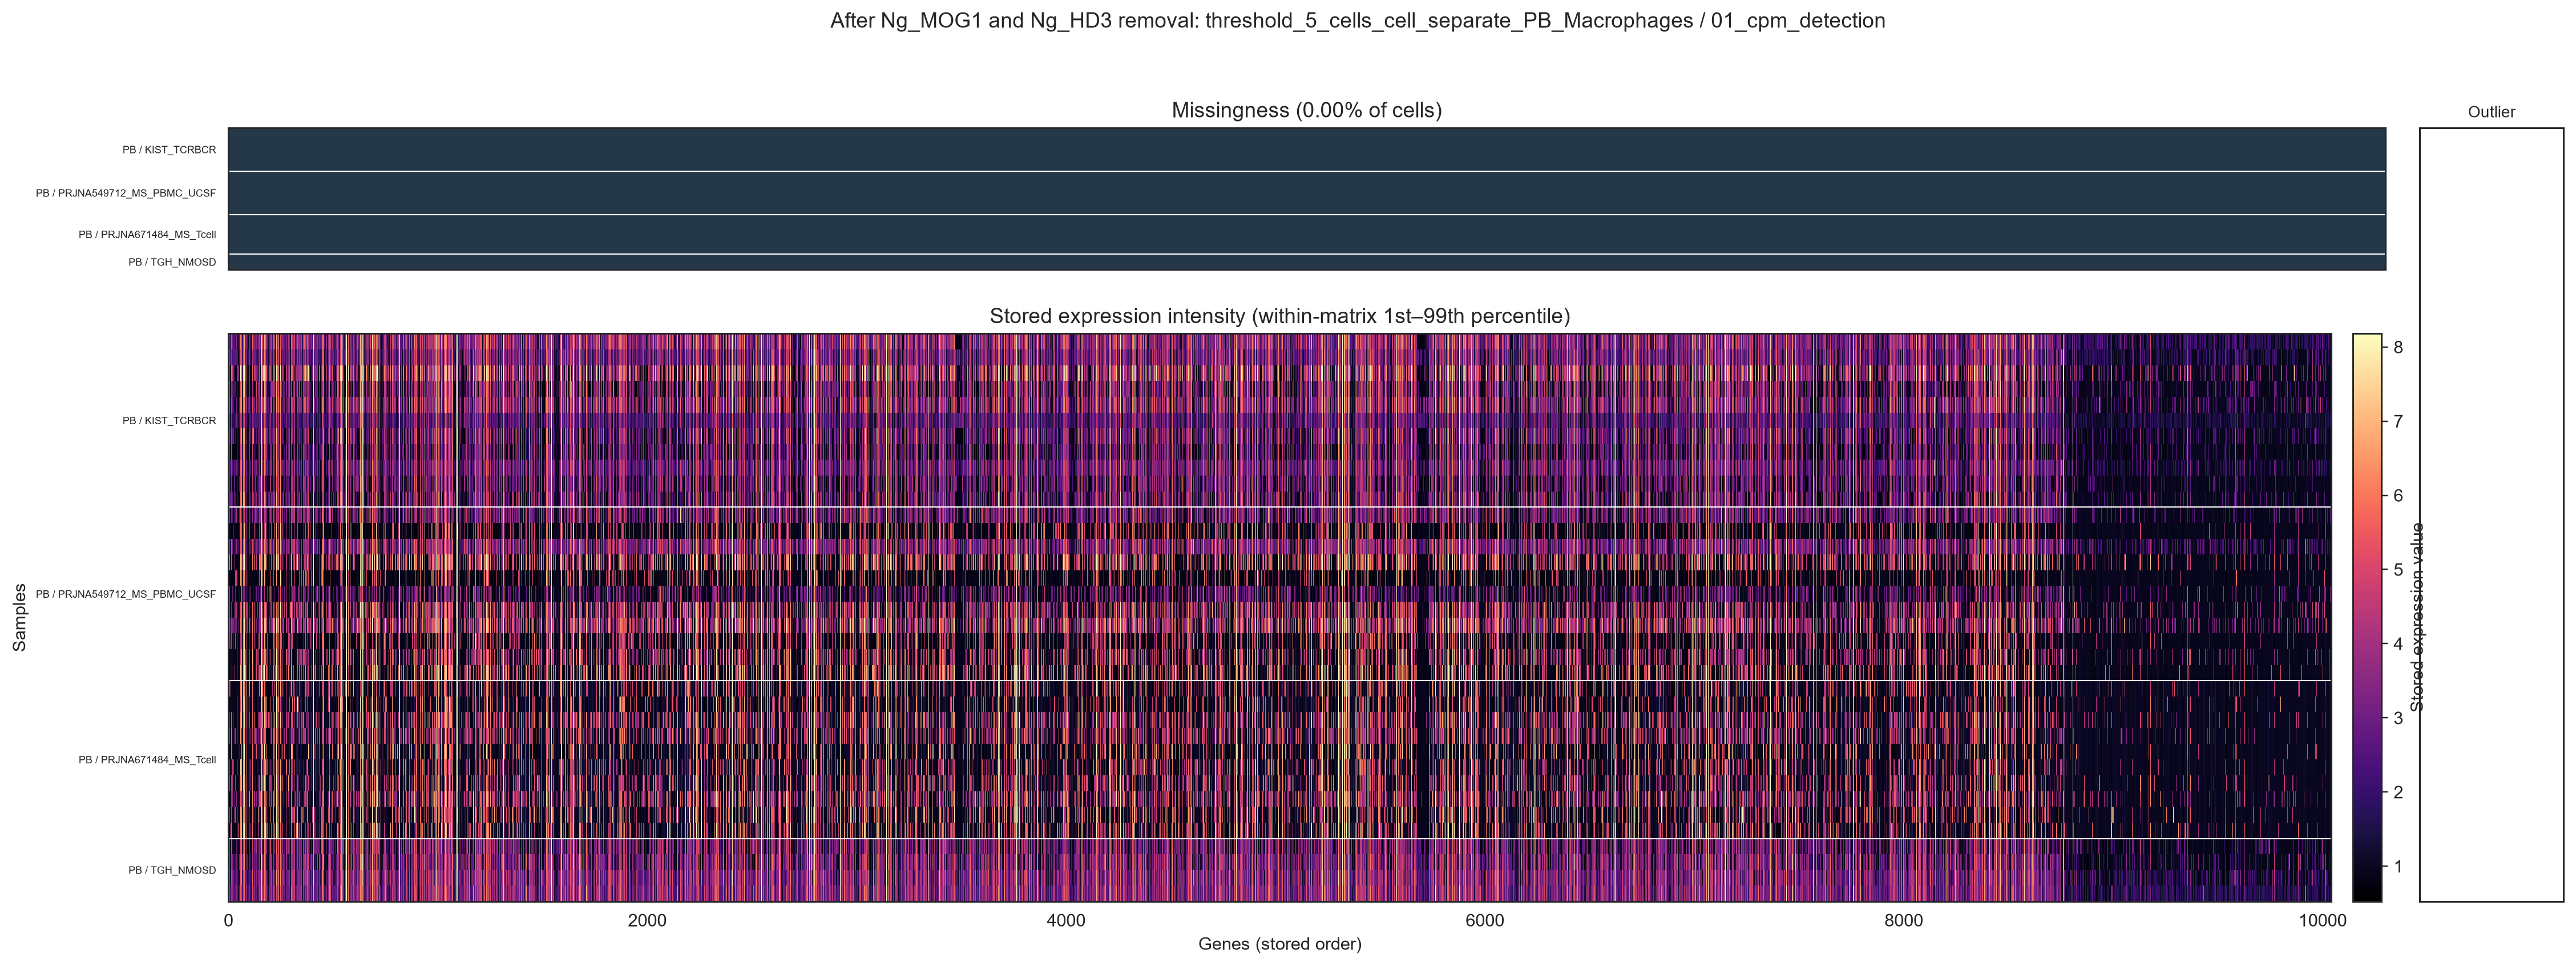 After Ng_MOG1 and Ng_HD3 removal: threshold_5_cells_cell_separate_PB_Macrophages / 01_cpm_detection
Missingness (0.00% of cells)
Outlier
PB / KIST_TCRBCR
PB / PRJNA549712_MS_PBMC_UCSF
PB / PRJNA671484_MS_Tcell
PB / TGH_NMOSD
Stored expression intensity (within-matrix 1st–99th percentile)
Samples
PB / KIST_TCRBCR
PB / PRJNA549712_MS_PBMC_UCSF
PB / PRJNA671484_MS_Tcell
PB / TGH_NMOSD
8
7
6
5
4
3
2
1
Stored expression value
0
2000
4000
6000
8000
10000
Genes (stored order)